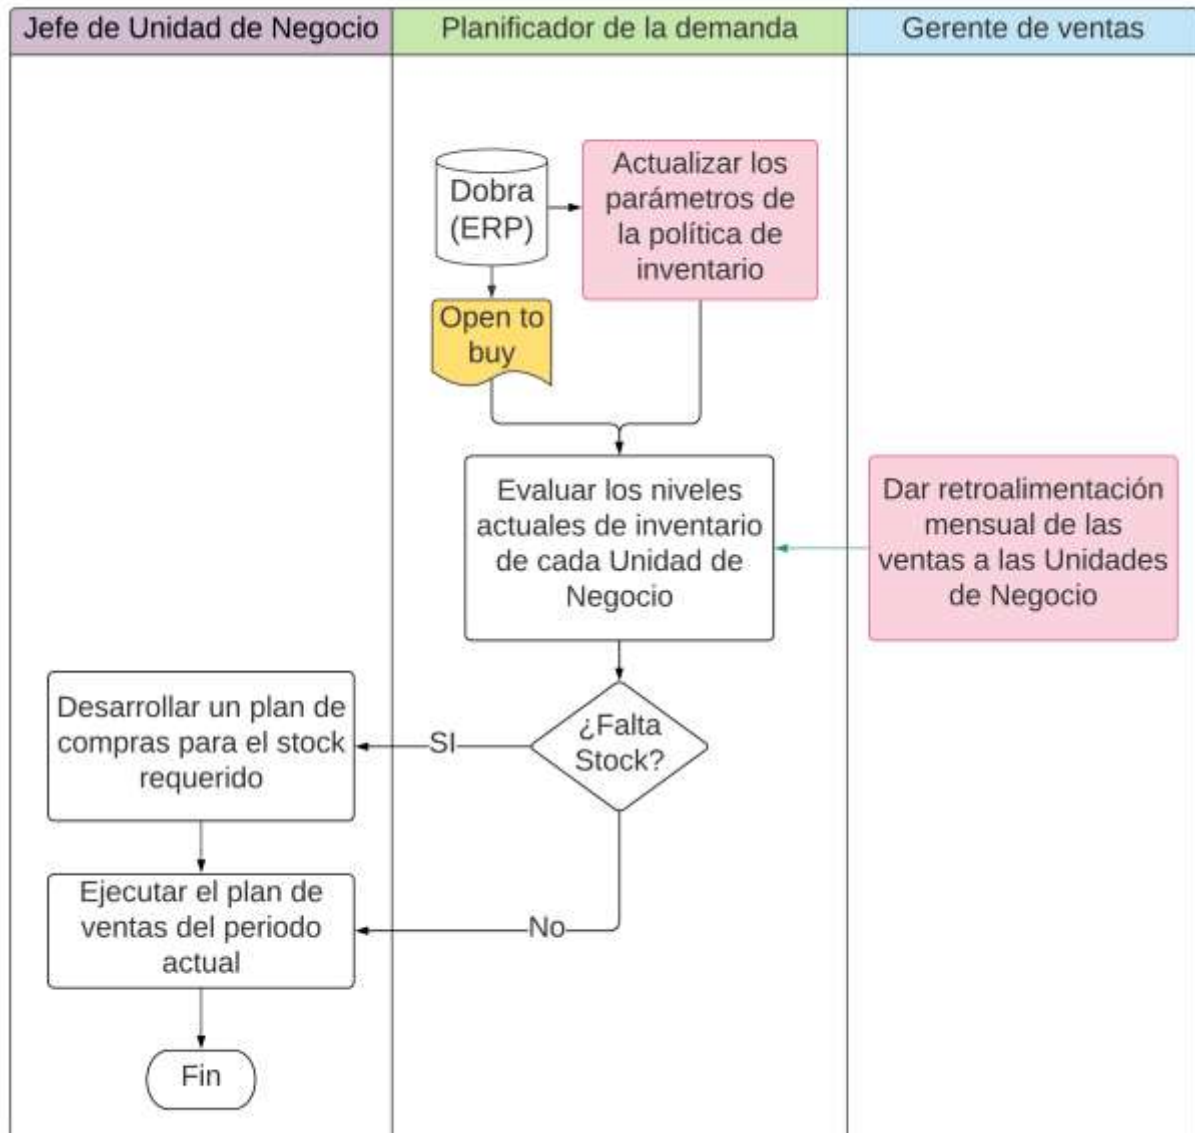 Jefe de Unidad de Negocio
Planificador de la demanda
Gerente de ventas
Dobra
(ERP)
Actualizar los
parámetros de
la política de
inventario
Open to
buy
Evaluar los niveles
actuales de inventario
de cada Unidad de
Negocio
Dar retroalimentación
mensual de las
ventas a las Unidades
de Negocio
¿Falta
Stock?
SI
Desarrollar un plan de
compras para el stock
requerido
No
Ejecutar el plan de
ventas del periodo
actual
Fin